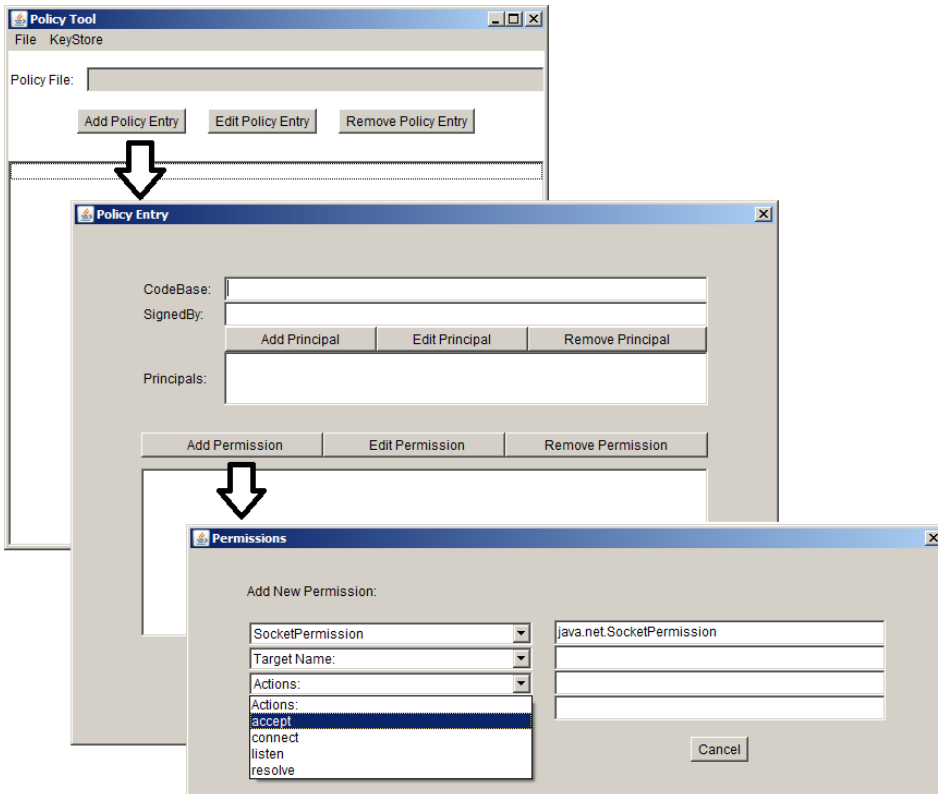 Policy Tool
File KeyStore
Policy File:
Add Policy Entry Edit Policy Entry Remove Policy Entry
Policy Entry
CodeBase:
SignedBy:
Add Principal Edit Principal Remove Principal
Principals:
Add Permission Edit Permission Remove Permission
Permissions
Add New Permission:
SocketPermission java.net.SocketPermission
Target Name:
Actions:
Actions:
accept
connect
listen
resolve
Cancel